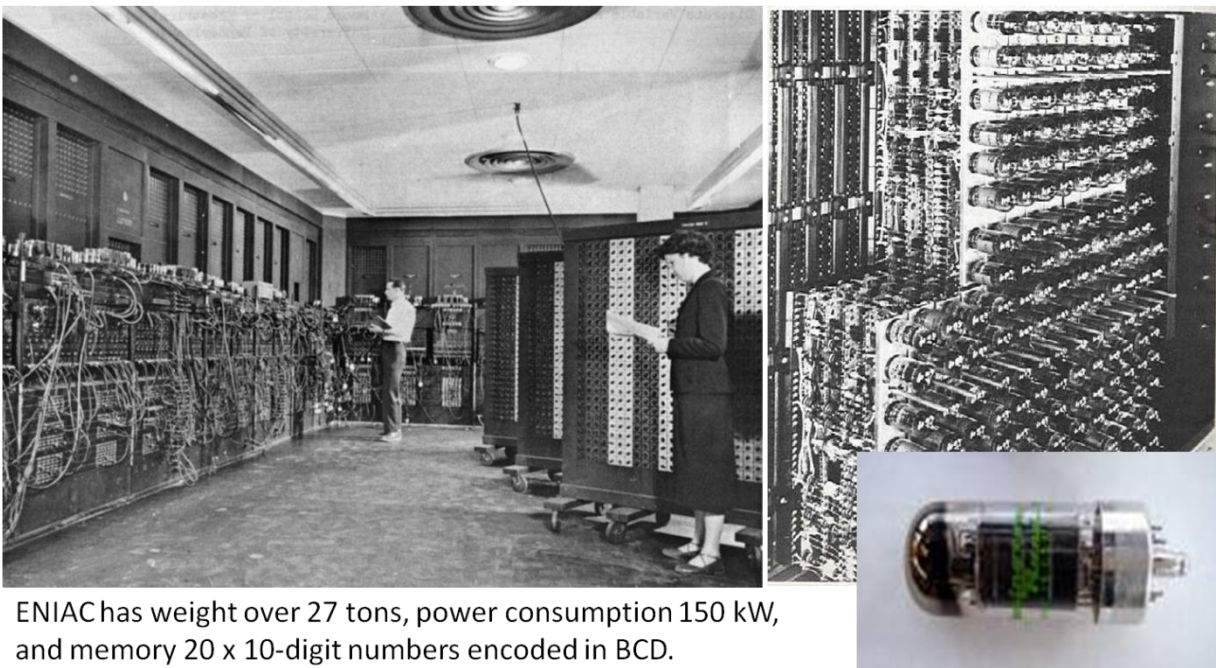 ENIAC has weight over 27 tons, power consumption 150 kW,
and memory 20 x 10-digit numbers encoded in BCD.